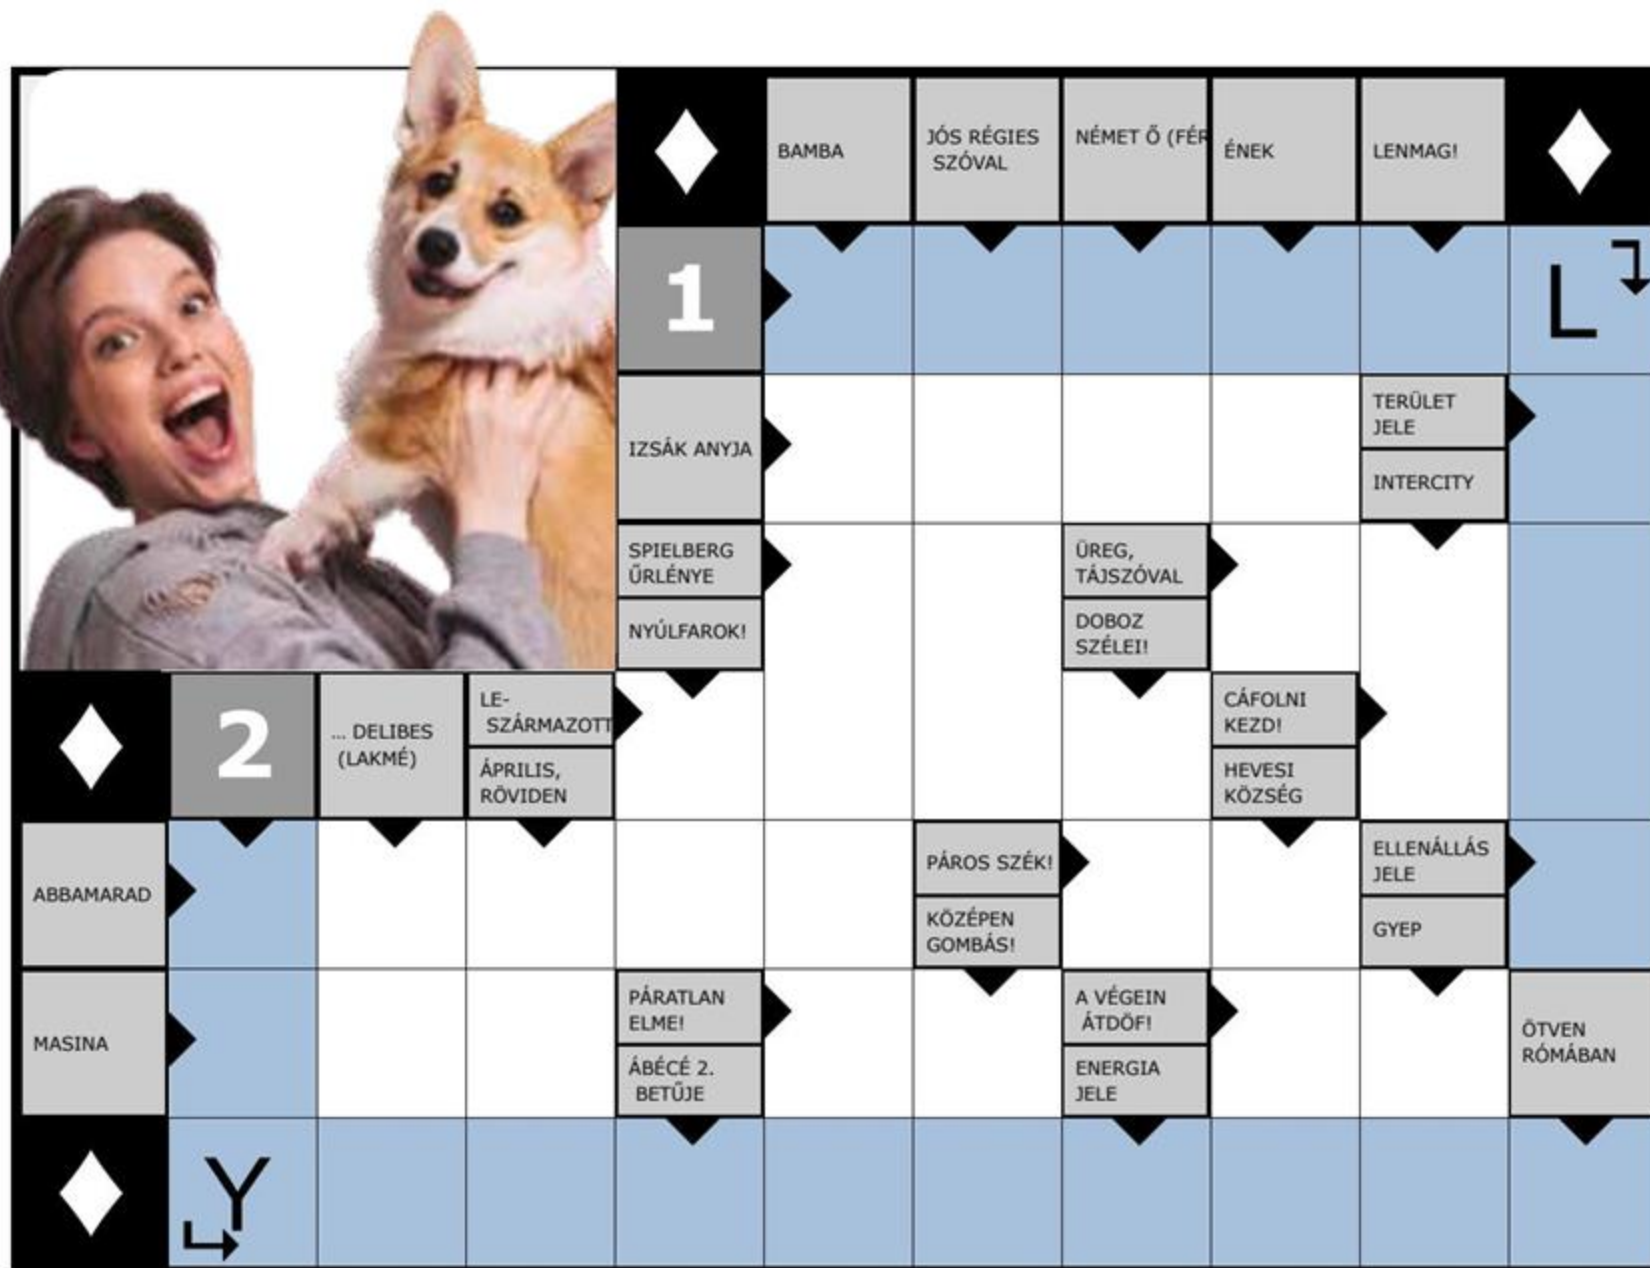 BAMBA
JÓS RÉGIES
SZÓVAL
NÉMET Ő (FÉR
ÉNEK
LENMAG!
1
L
IZSÁK ANYJA
TERÜLET
JELE
INTERCITY
SPIELBERG
ŰRLÉNYE
NYÚLFAROK!
ÜREG,
TÁJSZÓVAL
DOBOZ
SZÉLEI!
2
... DELIBES
(LAKMÉ)
LE-
SZÁRMAZOTT
ÁPRILIS,
RÖVIDEN
CÁFOLNI
KEZD!
HEVESI
KÖZSÉG
ABBAMARAD
PÁROS SZÉK!
KÖZÉPEN
GOMBÁS!
ELLENÁLLÁS
JELE
GYEP
MASINA
PÁRATLAN
ELME!
ÁBÉCÉ 2.
BETŰJE
A VÉGEIN
ÁTDÖF!
ENERGIA
JELE
ÖTVEN
RÓMÁBAN
Y